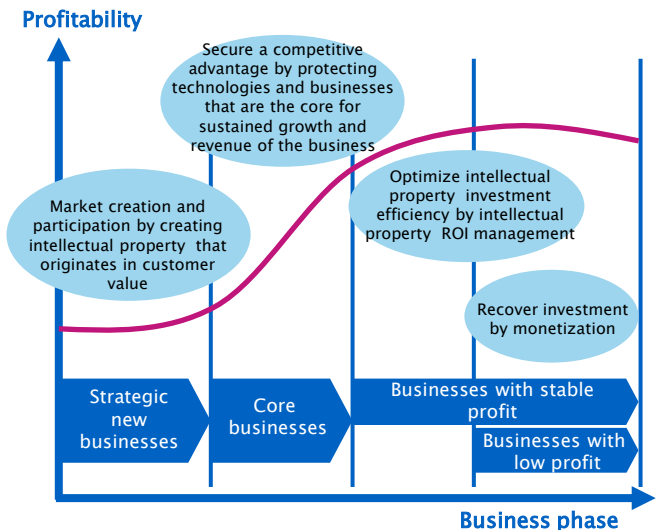 Profitability
Secure a competitive
advantage by protecting
technologies and businesses
that are the core for
sustained growth and
revenue of the business
Market creation and
participation by creating
intellectual property that
originates in customer
value
Optimize intellectual
property investment
efficiency by intellectual
property ROI management
Recover investment
by monetization
Strategic
new
businesses
Core
businesses
Businesses with stable
profit
Businesses with
low profit
Business phase